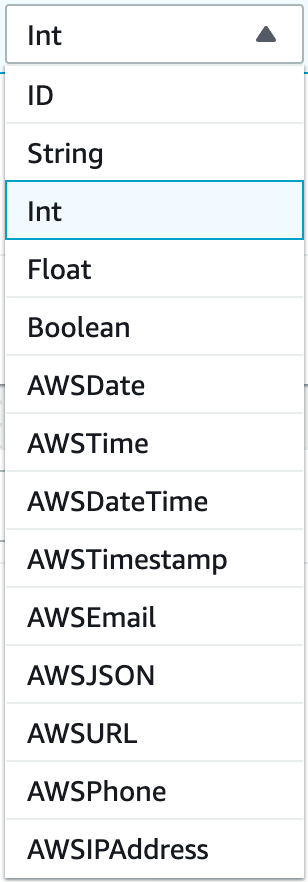 Int
ID
String
Int
Float
Boolean
AWSDate
AWSTime
AWSDateTime
AWSTimestamp
AWSEmail
AWSJSON
AWSURL
AWSPhone
AWSIPAddress